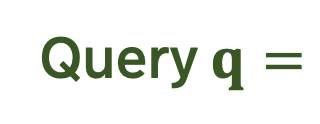 Query q =